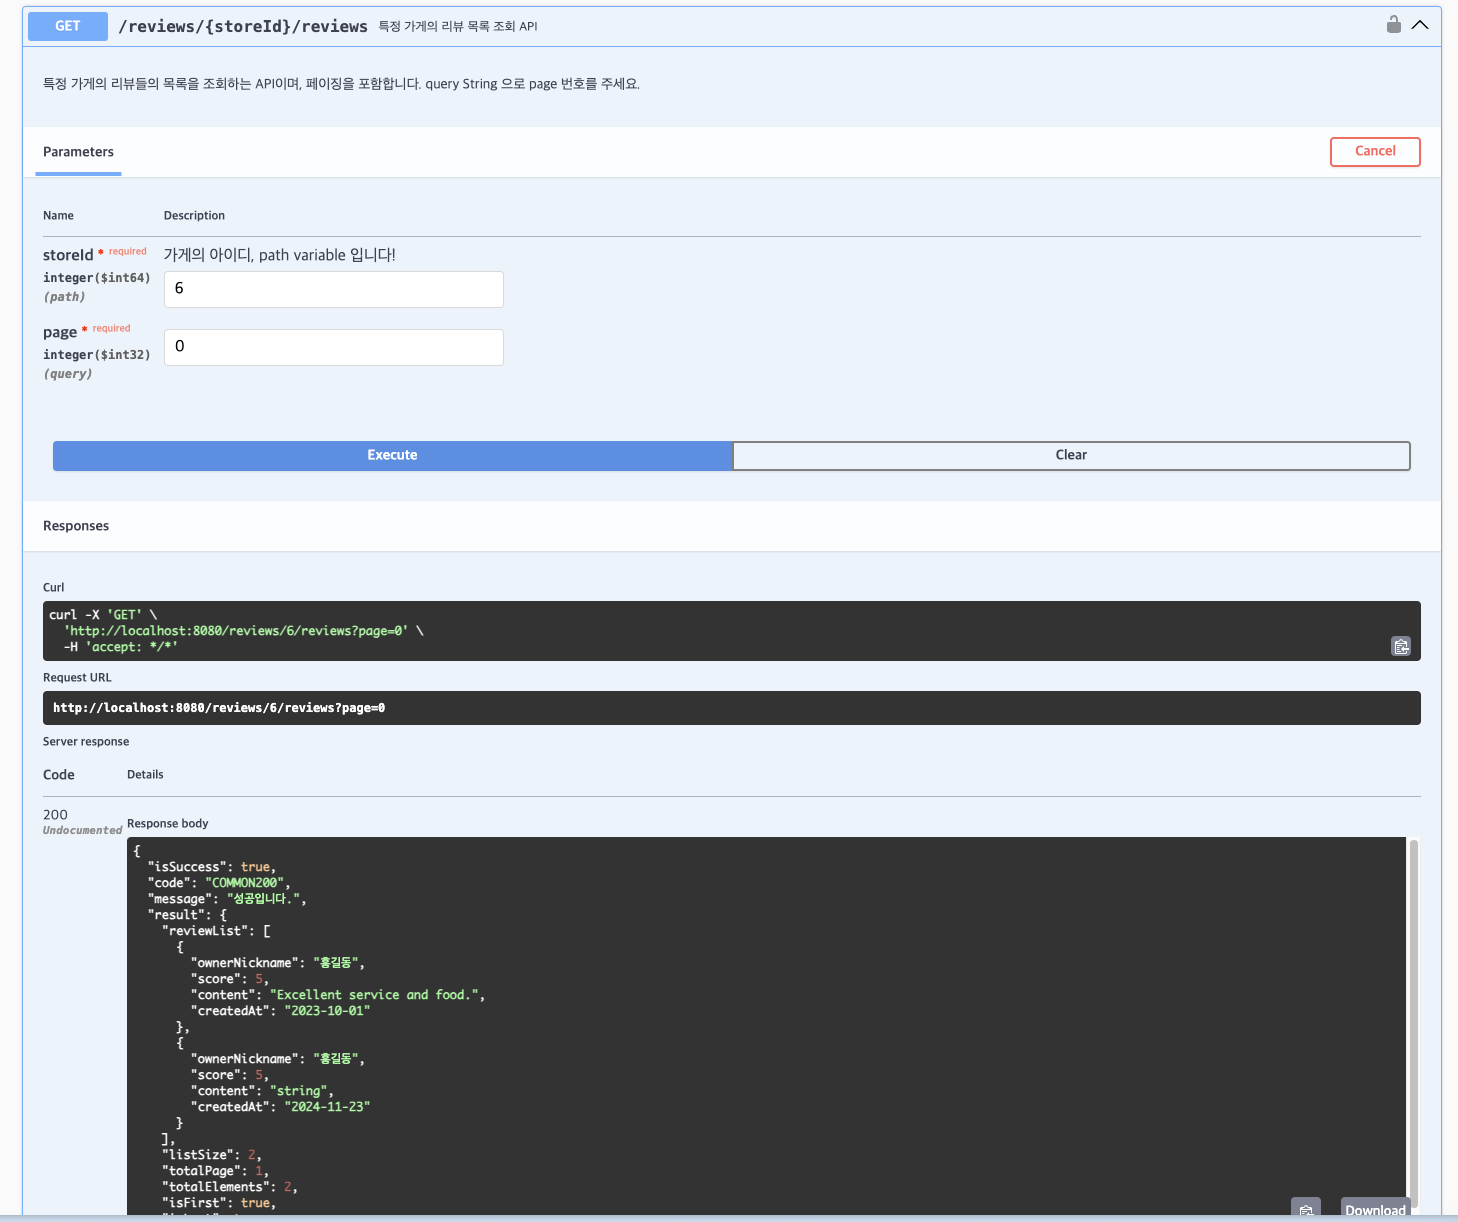 GET /reviews/{storeId}/reviews 특정 가게의 리뷰 목록 조회 API
특정 가게의 리뷰들의 목록을 조회하는 API이며, 페이징을 포함합니다. query String 으로 page 번호를 주세요.
Parameters
Cancel
Name Description
storeId * required 가게의 아이디, path variable 입니다!
integer($int64) 6
(path)
page * required
integer($int32) 0
(query)
Execute Clear
Responses
Curl
curl -X 'GET' \
'http://localhost:8080/reviews/6/reviews?page=0' \
-H 'accept: */*'
Request URL
http://localhost:8080/reviews/6/reviews?page=0
Server response
Code Details
200
Undocumented
Response body
{
"isSuccess": true,
"code": "COMMON200",
"message": "성공입니다.",
"result": {
"reviewList": [
{
"ownerNickname": "홍길동",
"score": 5,
"content": "Excellent service and food.",
"createdAt": "2023-10-01"
},
{
"ownerNickname": "홍길동",
"score": 5,
"content": "string",
"createdAt": "2024-11-23"
}
],
"listSize": 2,
"totalPage": 1,
"totalElements": 2,
"isFirst": true,
Download